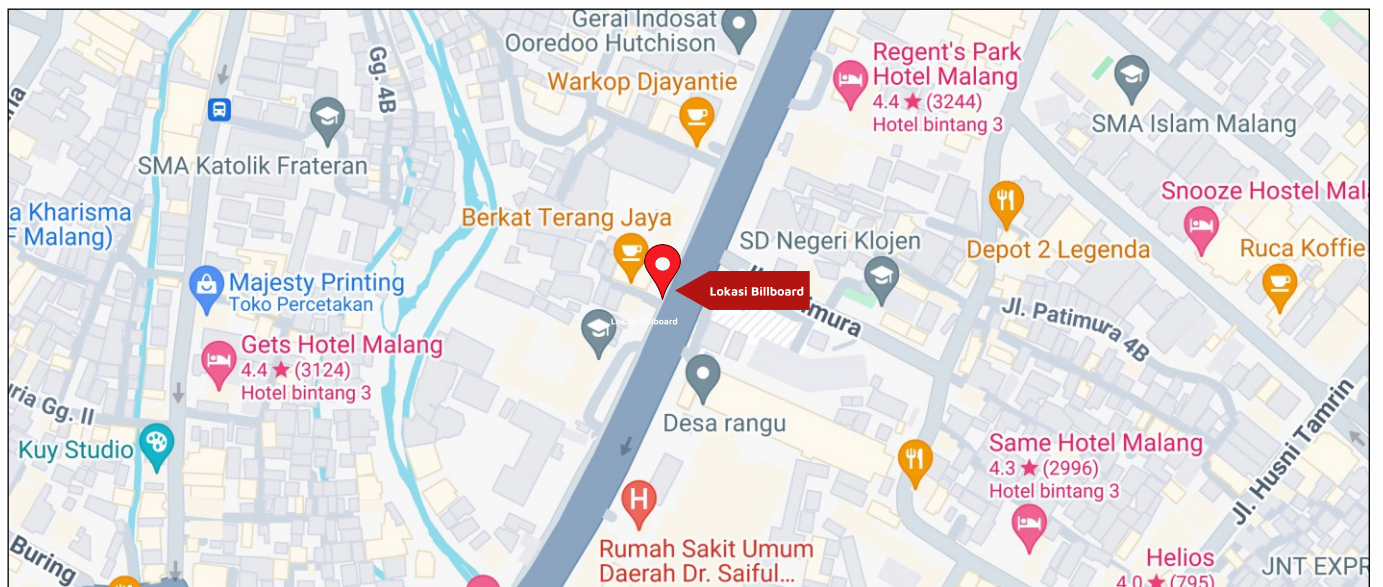 Gerai Indosat
Ooredoo Hutchison
Warkop Djayantie
Regent's Park
Hotel Malang
4.4 ★ (3244)
Hotel bintang 3
SMA Islam Malang
Gg. 4B
SMA Katolik Frateran
Snooze Hostel Mal
a Kharisma
Malang)
Berkat Terang Jaya
SD Negeri Klojen
Depot 2 Legenda
Ruca Koffie
Majesty Printing
Toko Percetakan
Lokasi Billboard
Jl. Patimura 4B
Gets Hotel Malang
4.4 ★ (3124)
Hotel bintang 3
ria Gg. II
Desa rangu
Kuy Studio
Same Hotel Malang
4.3 ★ (2996)
Hotel bintang 3
Jl. Husni Tamrin
H
Rumah Sakit Umum
Daerah Dr. Saiful...
Buring
Helios
4.0 ★ (795)
JNT EXPR